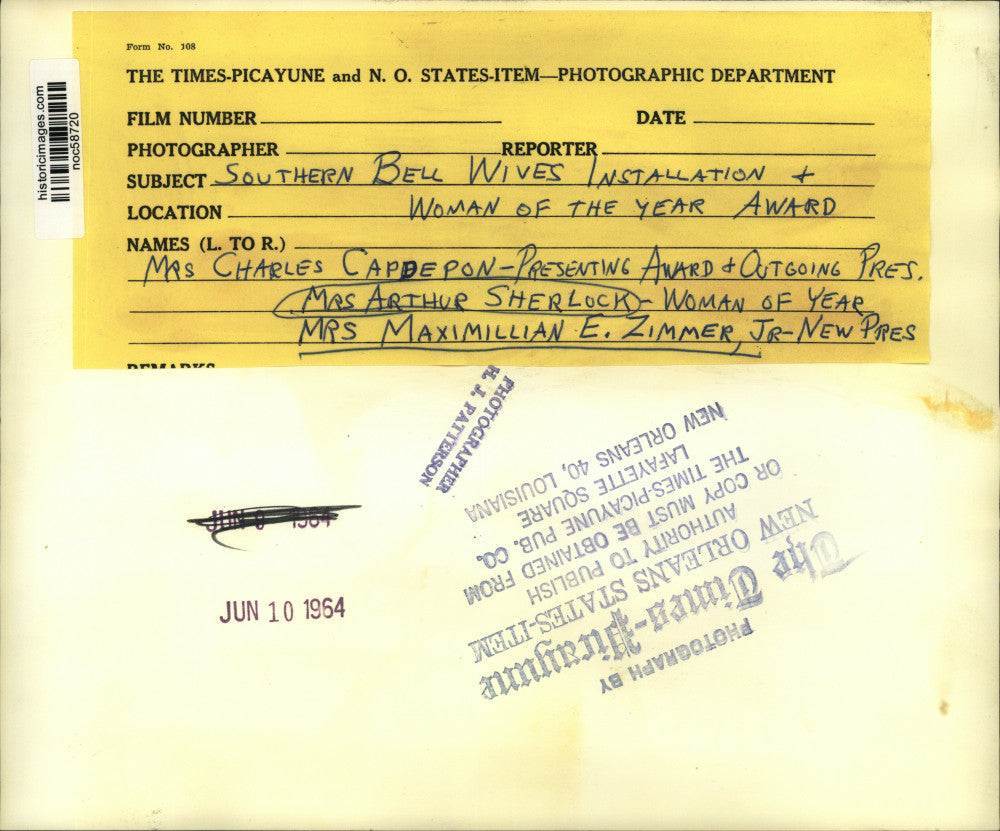 historicimages.com
noc58720
Form No. 108
THE TIMES-PICAYUNE and N. O. STATES-ITEM—PHOTOGRAPHIC DEPARTMENT
FILM NUMBER DATE
PHOTOGRAPHER REPORTER
SUBJECT SOUTHERN BELL WIVES INSTALLATION +
LOCATION WOMAN OF THE YEAR AWARD
NAMES (L. TO R.)
MRS CHARLES CAPDEPON-PRESENTING AWARD & OUTGOING PRES.
MRS ARTHUR SHERLOCK - WOMAN OF YEAR
MRS MAXIMILLIAN E. ZIMMER, JR-NEW PRES
REMARKS
PHOTOGRAPHER
H. J. PATTERSON
JUN 1964
JUN 10 1964
PHOTOGRAPH BY
The Times-Picayune
NEW ORLEANS STATES-ITEM
AUTHORITY TO PUBLISH
OR COPY MUST BE OBTAINED FROM
THE TIMES-PICAYUNE PUB. CO.
LAFAYETTE SQUARE
NEW ORLEANS 40, LOUISIANA